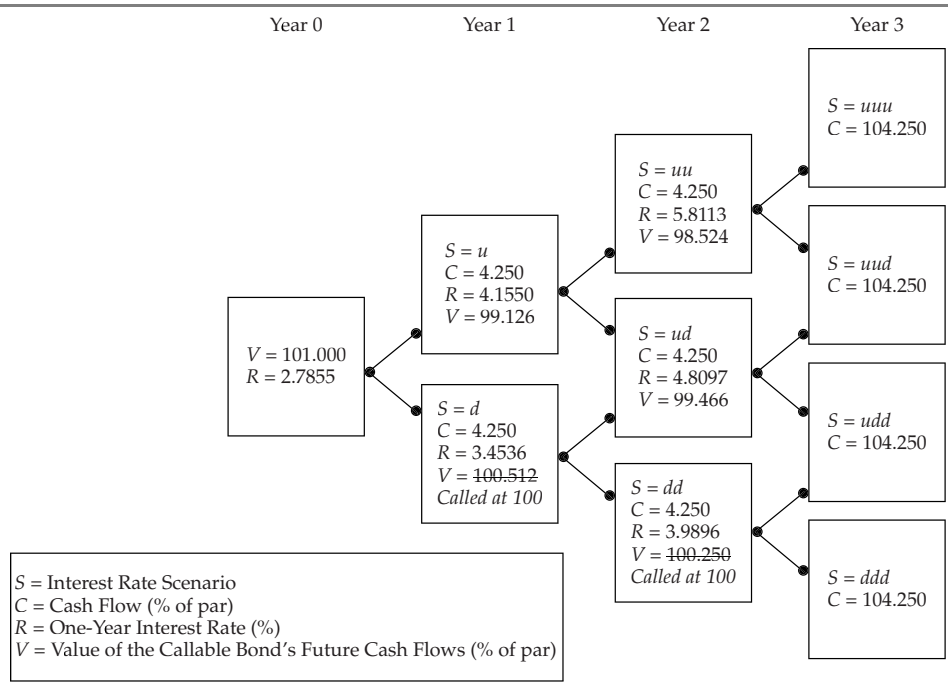 Year 0
Year 1
Year 2
Year 3
V = 101.000
R = 2.7855
S = u
C = 4.250
R = 4.1550
V = 99.126
S = d
C = 4.250
R = 3.4536
V = 100.512
Called at 100
S = uu
C = 4.250
R = 5.8113
V = 98.524
S = ud
C = 4.250
R = 4.8097
V = 99.466
S = dd
C = 4.250
R = 3.9896
V = 100.250
Called at 100
S = uuu
C = 104.250
S = uud
C = 104.250
S = udd
C = 104.250
S = ddd
C = 104.250
S = Interest Rate Scenario
C = Cash Flow (% of par)
R = One-Year Interest Rate (%)
V = Value of the Callable Bond's Future Cash Flows (% of par)